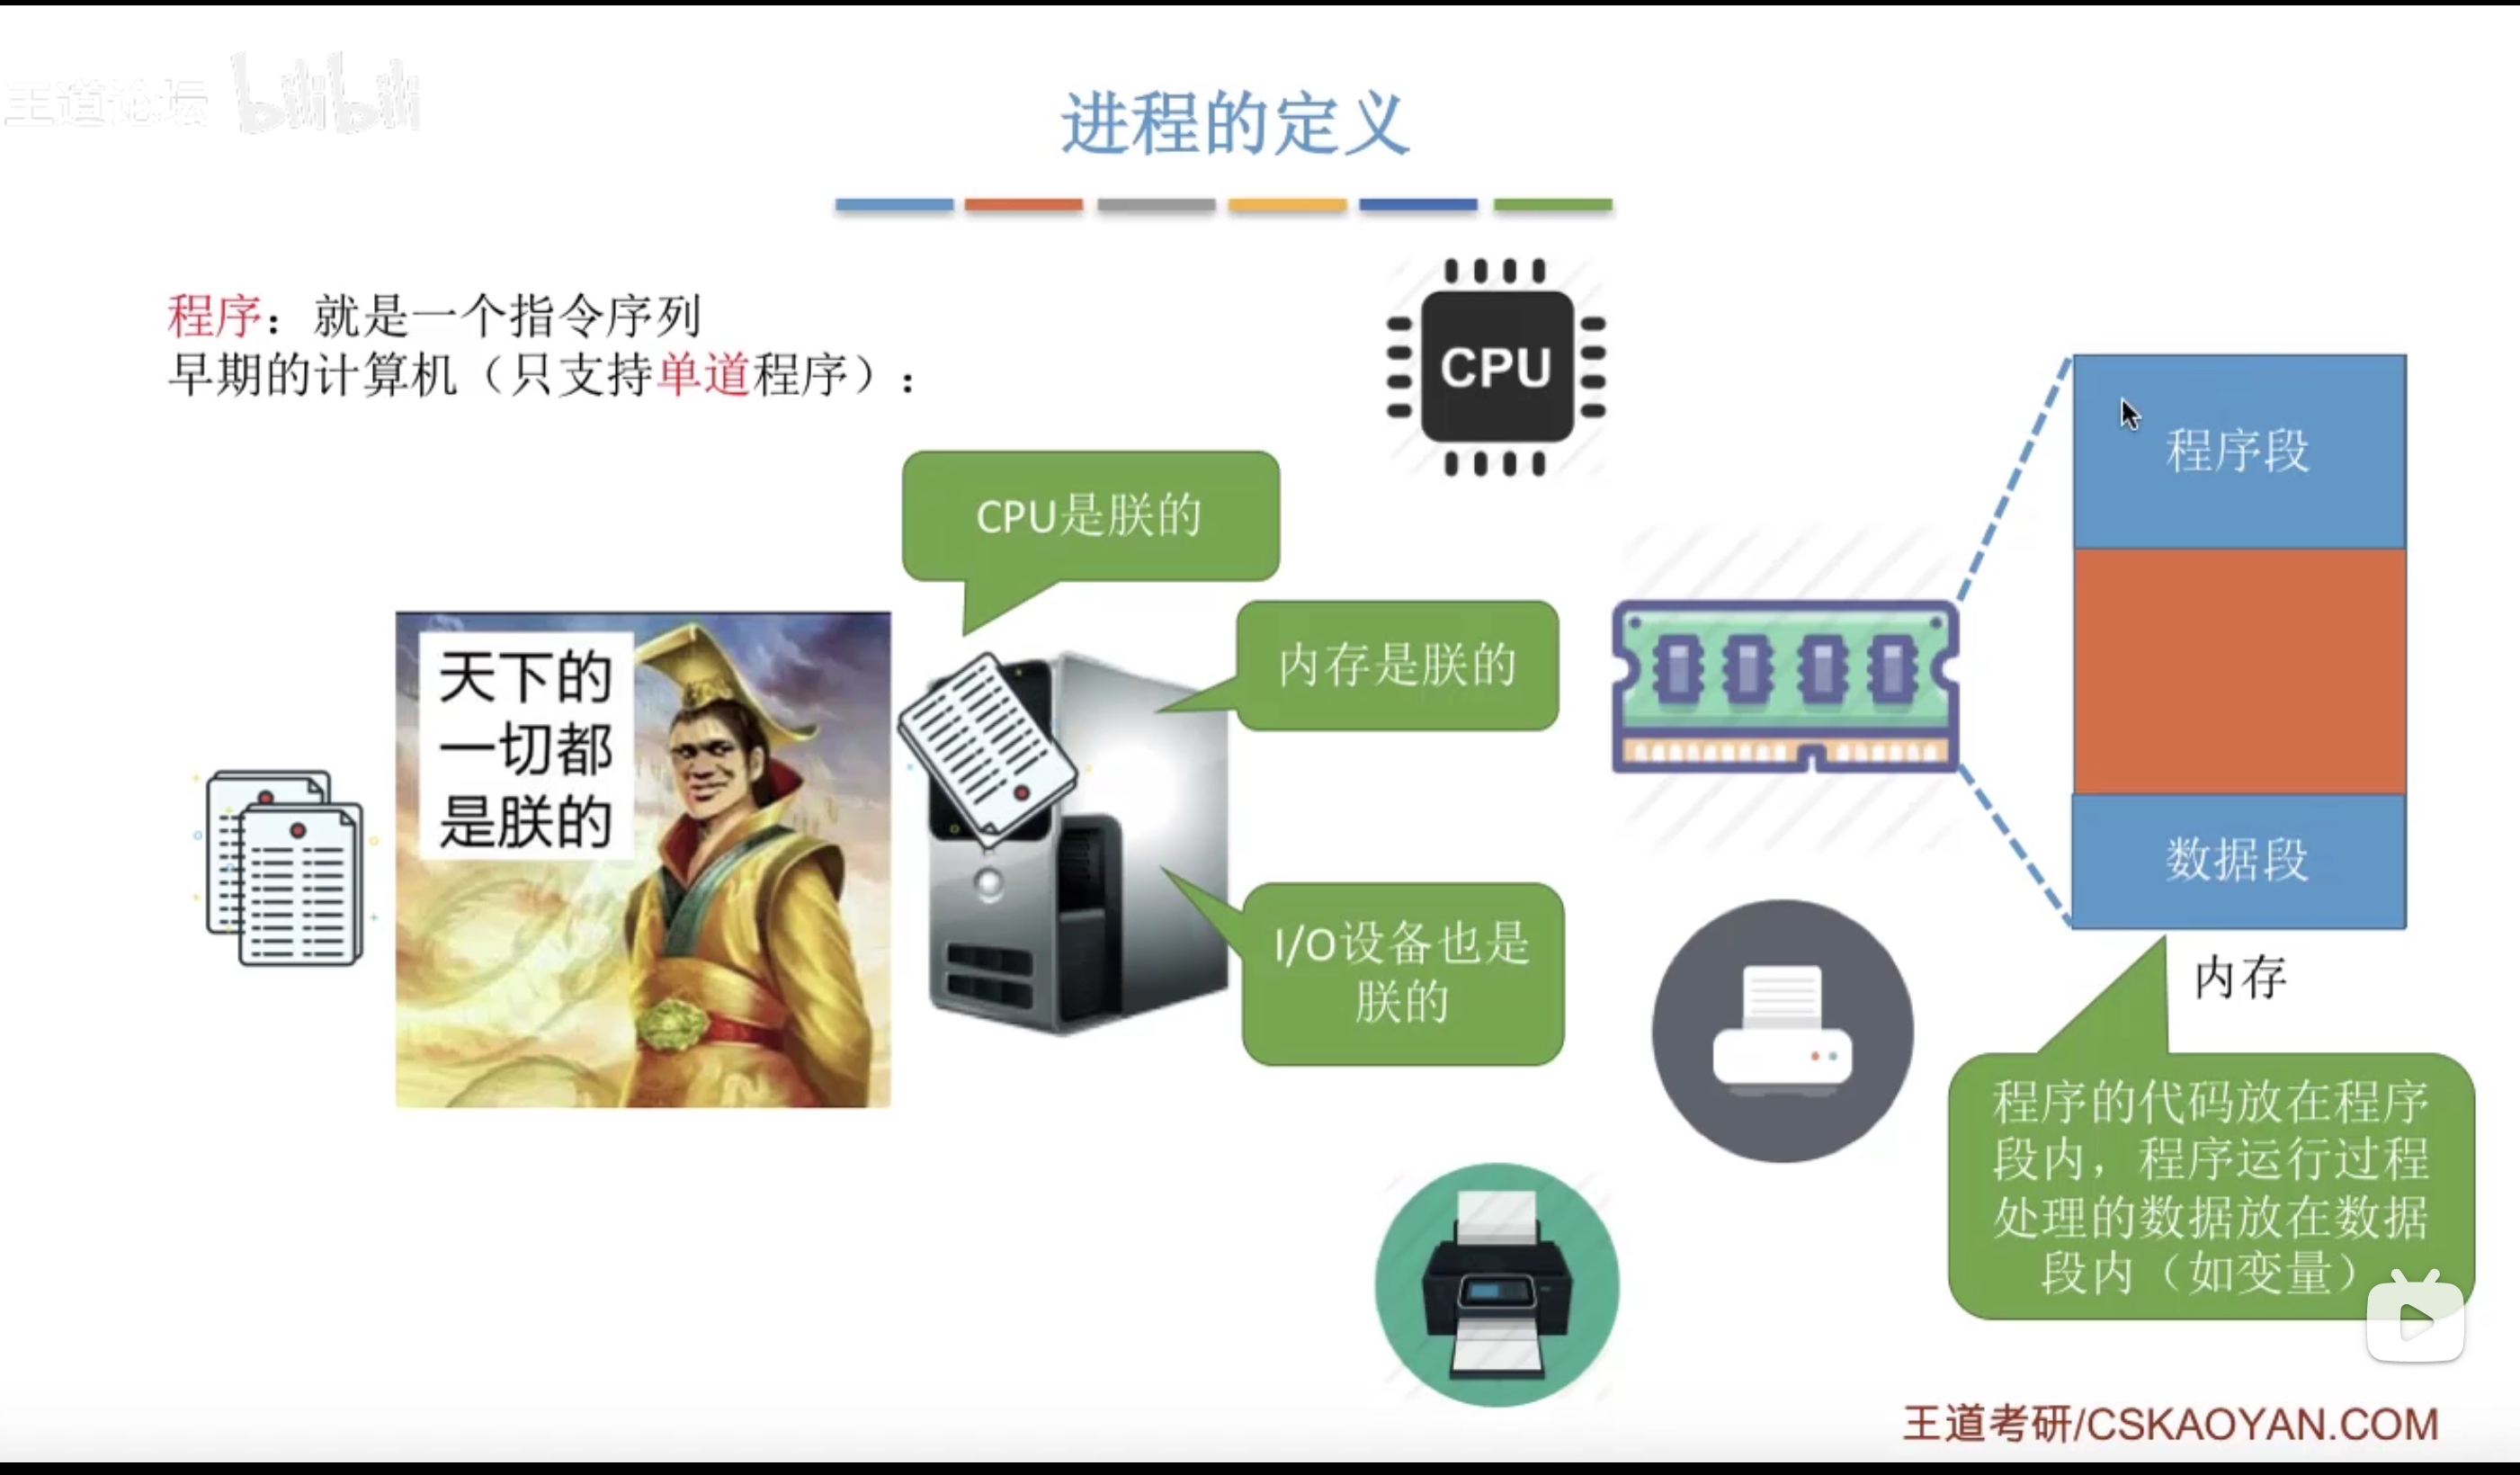 王道论坛 bilibili
进程的定义
程序：就是一个指令序列
早期的计算机（只支持单道程序）：
CPU
程序段
CPU是朕的
内存是朕的
天下的
一切都
是朕的
数据段
I/O设备也是
朕的
内存
程序的代码放在程序
段内，程序运行过程
处理的数据放在数据
段内（如变量）
王道考研/CSKAOYAN.COM